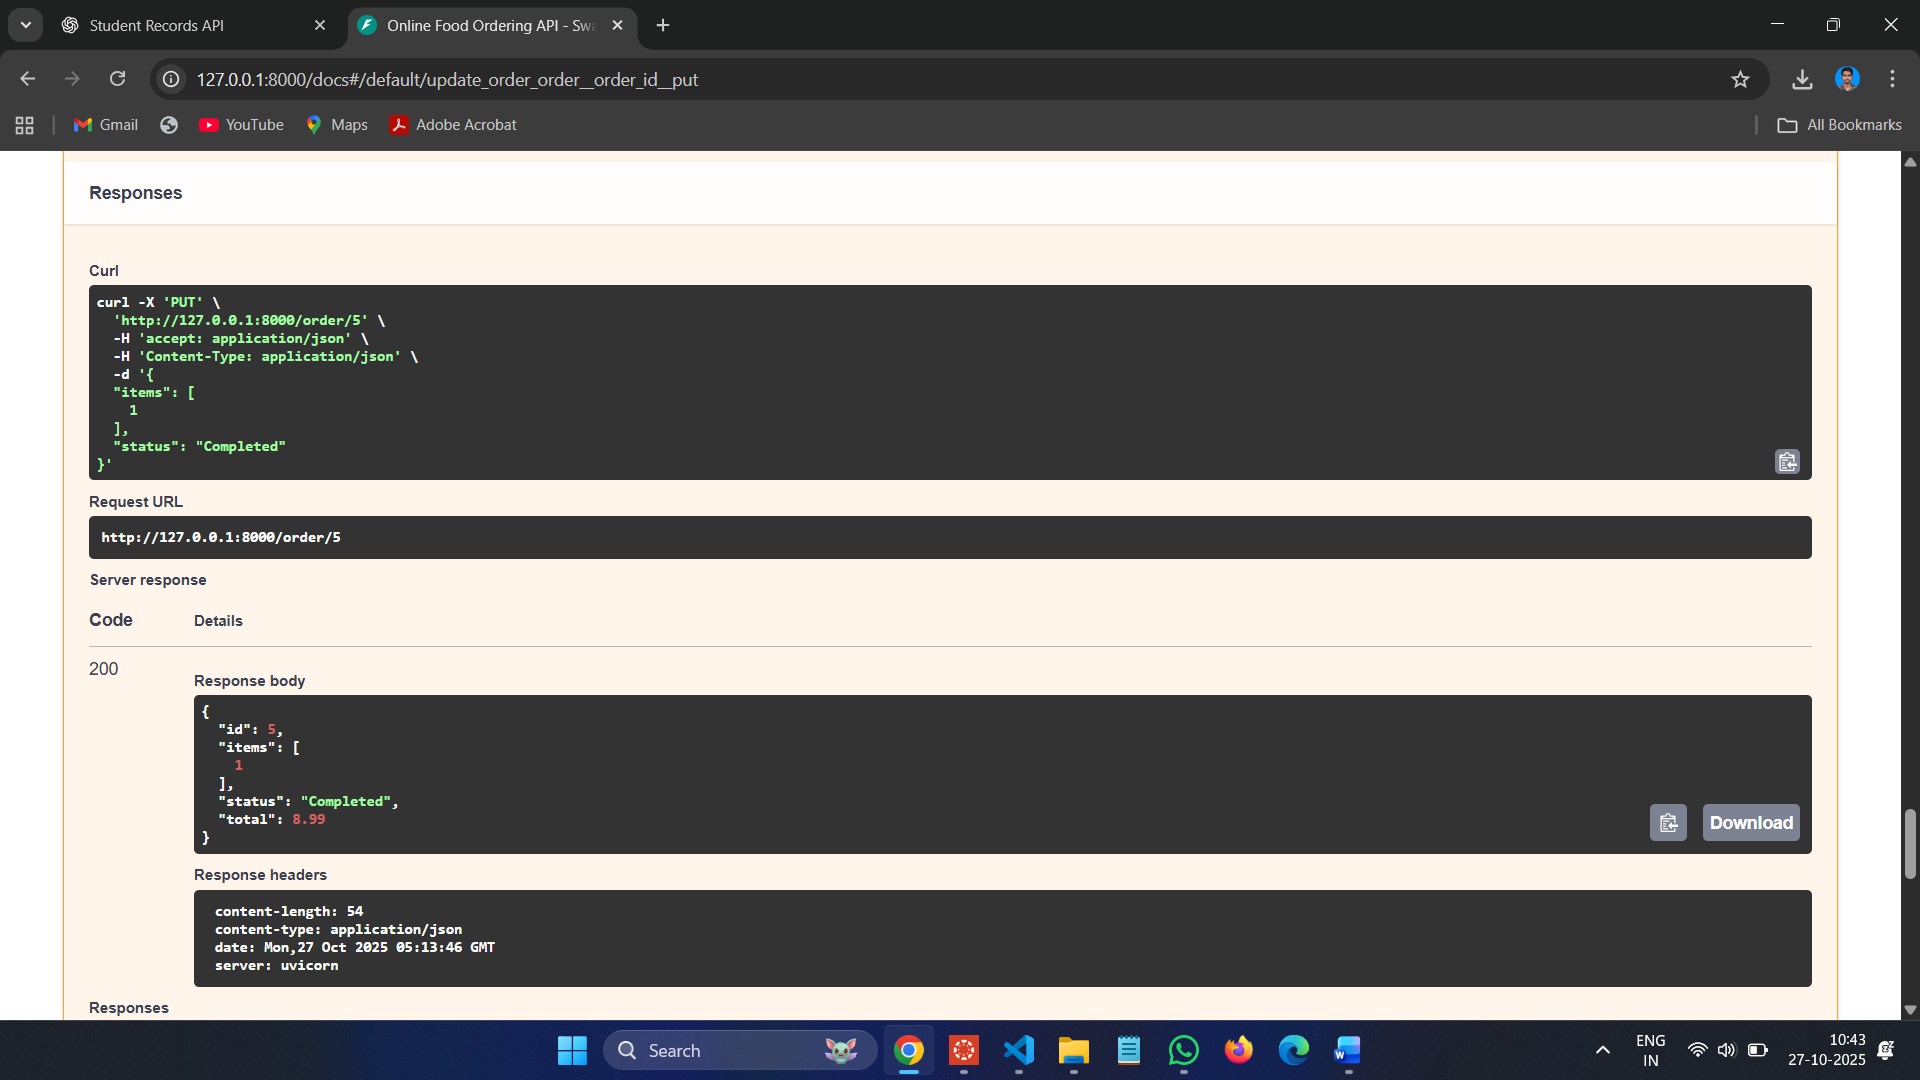 Student Records API
Online Food Ordering API - Swa
127.0.0.1:8000/docs#/default/update_order_order__order_id__put
Gmail
YouTube
Maps
Adobe Acrobat
All Bookmarks
Responses
Curl
curl -X 'PUT' \
  'http://127.0.0.1:8000/order/5' \
  -H 'accept: application/json' \
  -H 'Content-Type: application/json' \
  -d '{
  "items": [
    1
  ],
  "status": "Completed"
}'
Request URL
http://127.0.0.1:8000/order/5
Server response
Code Details
200
Response body
{
  "id": 5,
  "items": [
    1
  ],
  "status": "Completed",
  "total": 8.99
}
Download
Response headers
content-length: 54
content-type: application/json
date: Mon,27 Oct 2025 05:13:46 GMT
server: uvicorn
Responses
Search
ENG
IN
10:43
27-10-2025